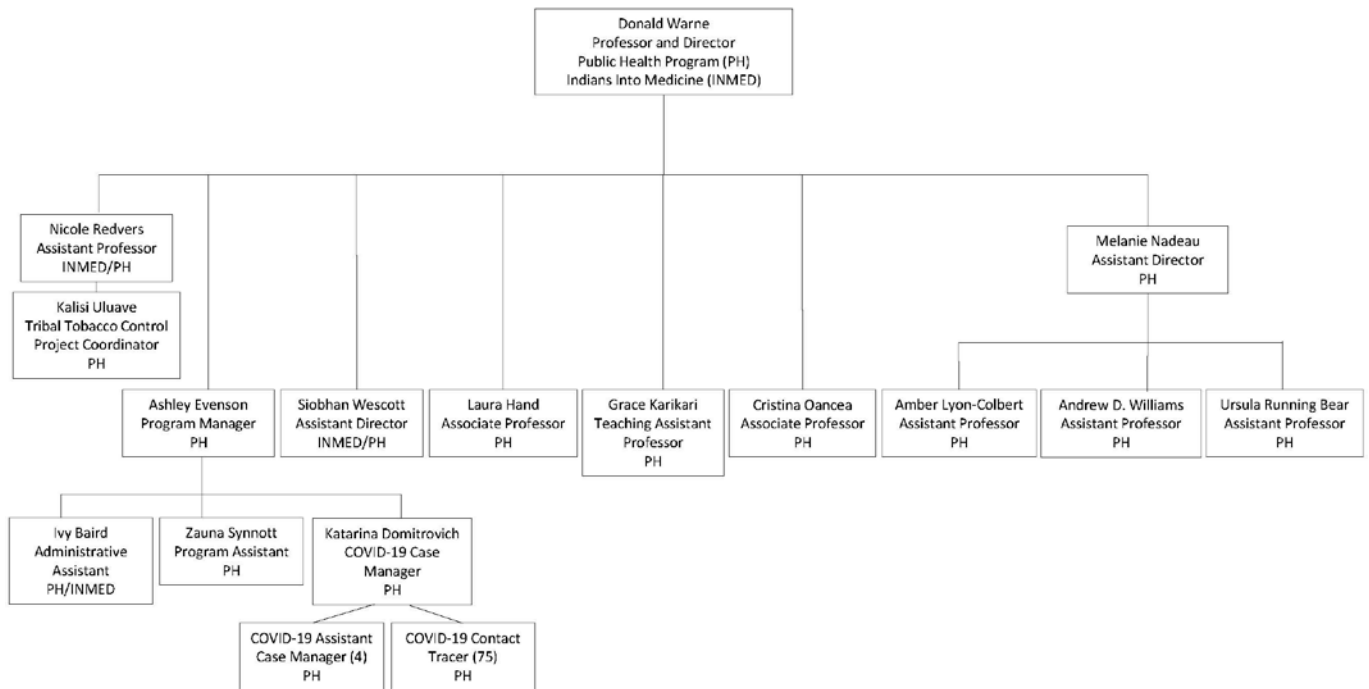 Donald Warne
Professor and Director
Public Health Program (PH)
Indians Into Medicine (INMED)
Nicole Redvers
Assistant Professor
INMED/PH
Melanie Nadeau
Assistant Director
PH
Kalisi Uluave
Tribal Tobacco Control
Project Coordinator
PH
Ashley Evenson
Program Manager
PH
Siobhan Wescott
Assistant Director
INMED/PH
Laura Hand
Associate Professor
PH
Grace Karikari
Teaching Assistant
Professor
PH
Cristina Oancea
Associate Professor
PH
Amber Lyon-Colbert
Assistant Professor
PH
Andrew D. Williams
Assistant Professor
PH
Ursula Running Bear
Assistant Professor
PH
Ivy Baird
Administrative
Assistant
PH/INMED
Zauna Synnott
Program Assistant
PH
Katarina Domitrovich
COVID-19 Case
Manager
PH
COVID-19 Assistant
Case Manager (4)
PH
COVID-19 Contact
Tracer (75)
PH